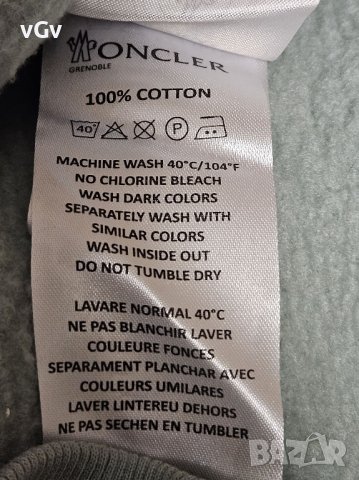 vGv
MONCLER
GRENOBLE
100% COTTON
40°
P
MACHINE WASH 40°C/104°F
NO CHLORINE BLEACH
WASH DARK COLORS
SEPARATELY WASH WITH
SIMILAR COLORS
WASH INSIDE OUT
DO NOT TUMBLE DRY
LAVARE NORMAL 40°C
NE PAS BLANCHIR LAVER
COULEURE FONCES
SEPARAMENT PLANCHAR AVEC
COULEURS UMILARES
LAVER LINTEREU DEHORS
NE PAS SECHEN EN TUMBLER
BAZAR